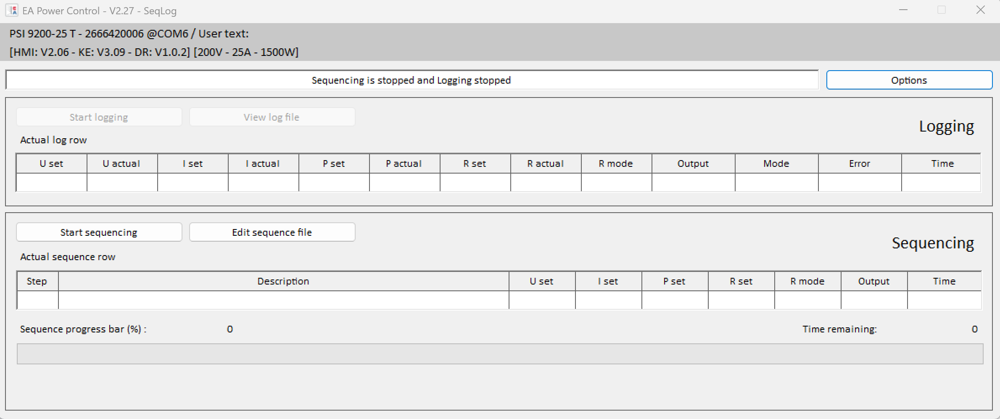 EA Power Control - V2.27 - SeqLog
PSI 9200-25 T - 2666420006 @COM6 / User text:
[HMI: V2.06 - KE: V3.09 - DR: V1.0.2] [200V - 25A - 1500W]
Sequencing is stopped and Logging stopped
Options
Start logging
View log file
Logging
Actual log row
U set U actual I set I actual P set P actual R set R actual R mode Output Mode Error Time
Start sequencing
Edit sequence file
Sequencing
Actual sequence row
Step Description U set I set P set R set R mode Output Time
Sequence progress bar (%) : 0
Time remaining: 0